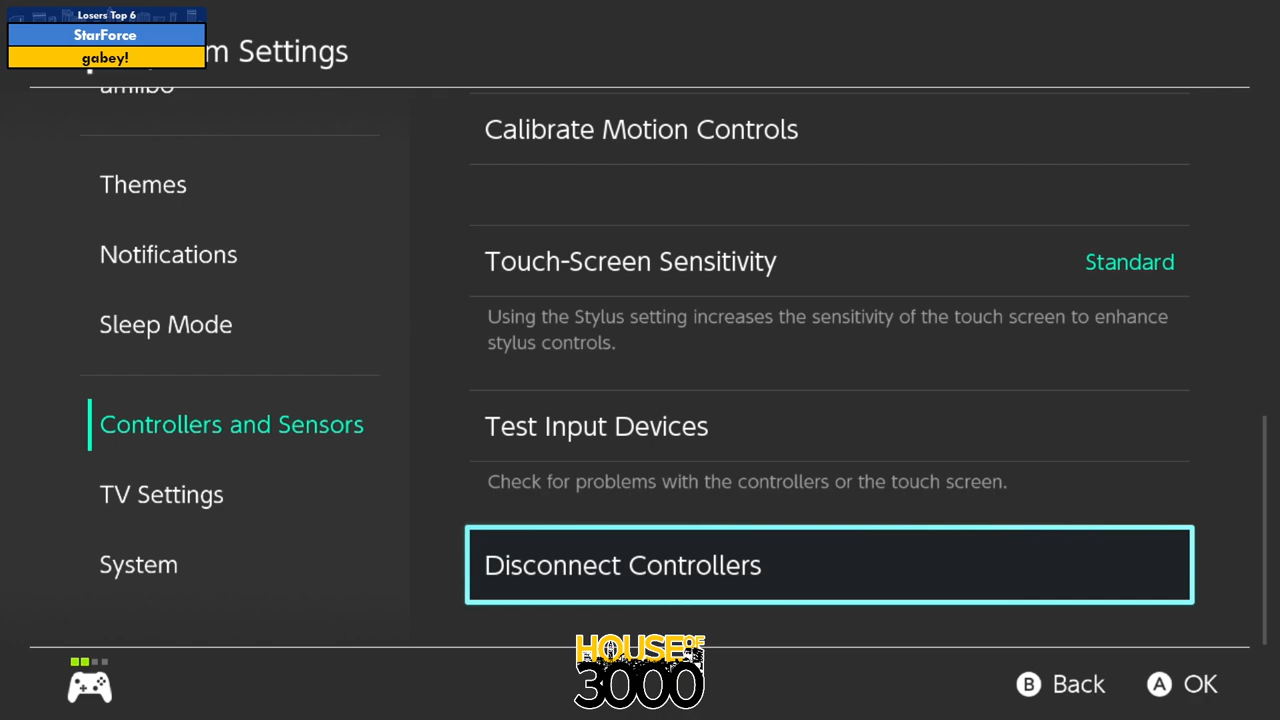 Losers Top 6
StarForce
gabey!
m Settings
amiibo
Themes
Notifications
Sleep Mode
Controllers and Sensors
TV Settings
System
Calibrate Motion Controls
Touch-Screen Sensitivity Standard
Using the Stylus setting increases the sensitivity of the touch screen to enhance
stylus controls.
Test Input Devices
Check for problems with the controllers or the touch screen.
Disconnect Controllers
HOUSE OF
3000
B Back A OK